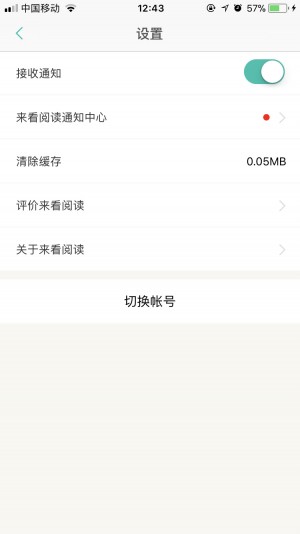 中国移动 12:43 57%
设置
接收通知
来看阅读通知中心
清除缓存 0.05MB
评价来看阅读
关于来看阅读
切换帐号